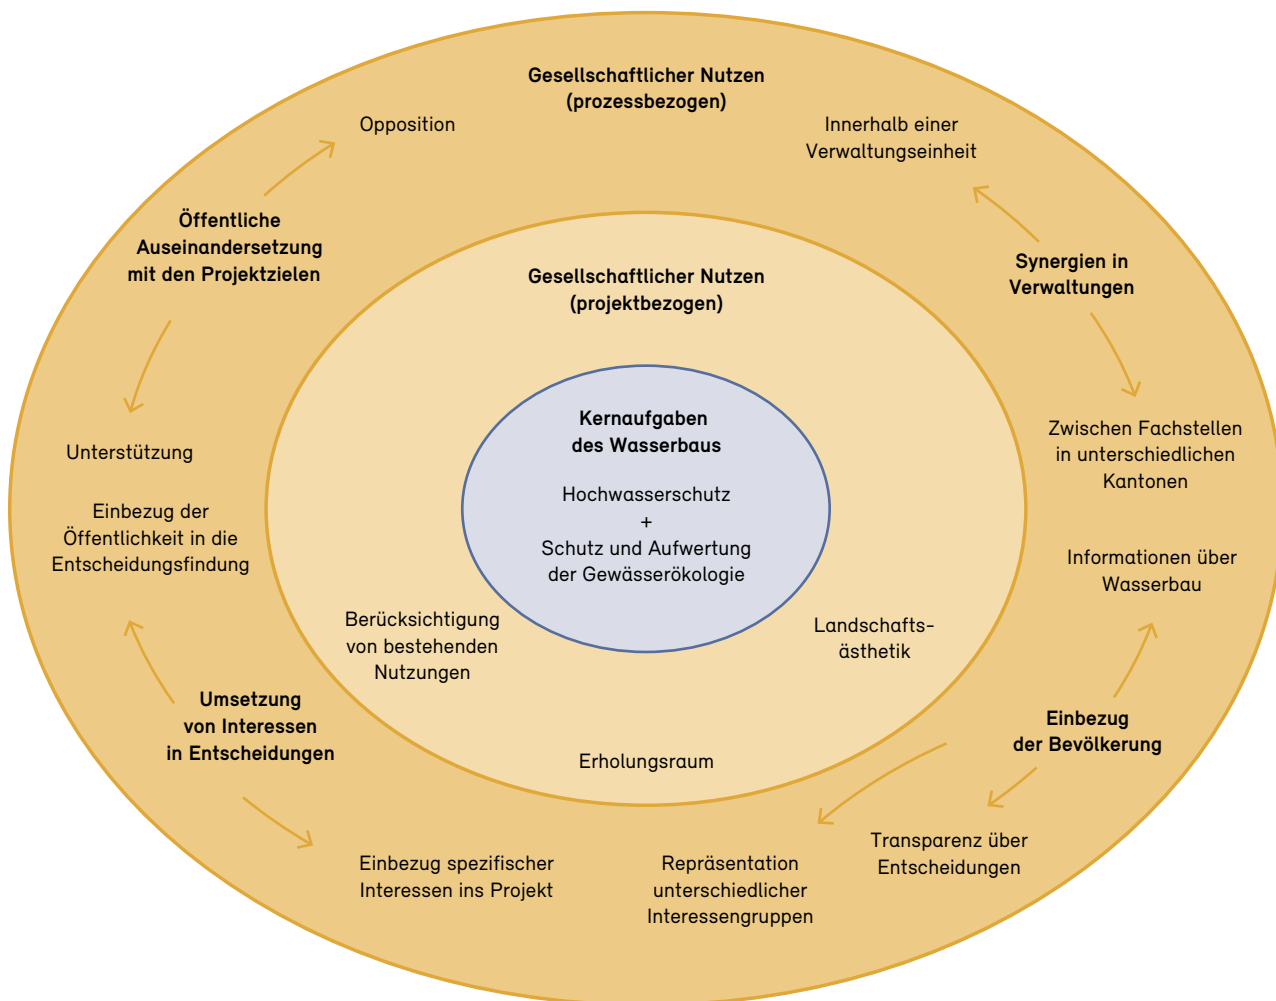 Gesellschaftlicher Nutzen
(prozessbezogen)
Opposition
Innerhalb einer
Verwaltungseinheit
Öffentliche
Auseinandersetzung
mit den Projektzielen
Synergien in
Verwaltungen
Gesellschaftlicher Nutzen
(projektbezogen)
Kernaufgaben
des Wasserbaus
Hochwasserschutz
+
Schutz und Aufwertung
der Gewässerökologie
Unterstützung
Zwischen Fachstellen
in unterschiedlichen
Kantonen
Einbezug der
Öffentlichkeit in die
Entscheidungsfindung
Informationen über
Wasserbau
Berücksichtigung
von bestehenden
Nutzungen
Landschafts-
ästhetik
Erholungsraum
Umsetzung
von Interessen
in Entscheidungen
Einbezug
der Bevölkerung
Einbezug spezifischer
Interessen ins Projekt
Repräsentation
unterschiedlicher
Interessengruppen
Transparenz über
Entscheidungen